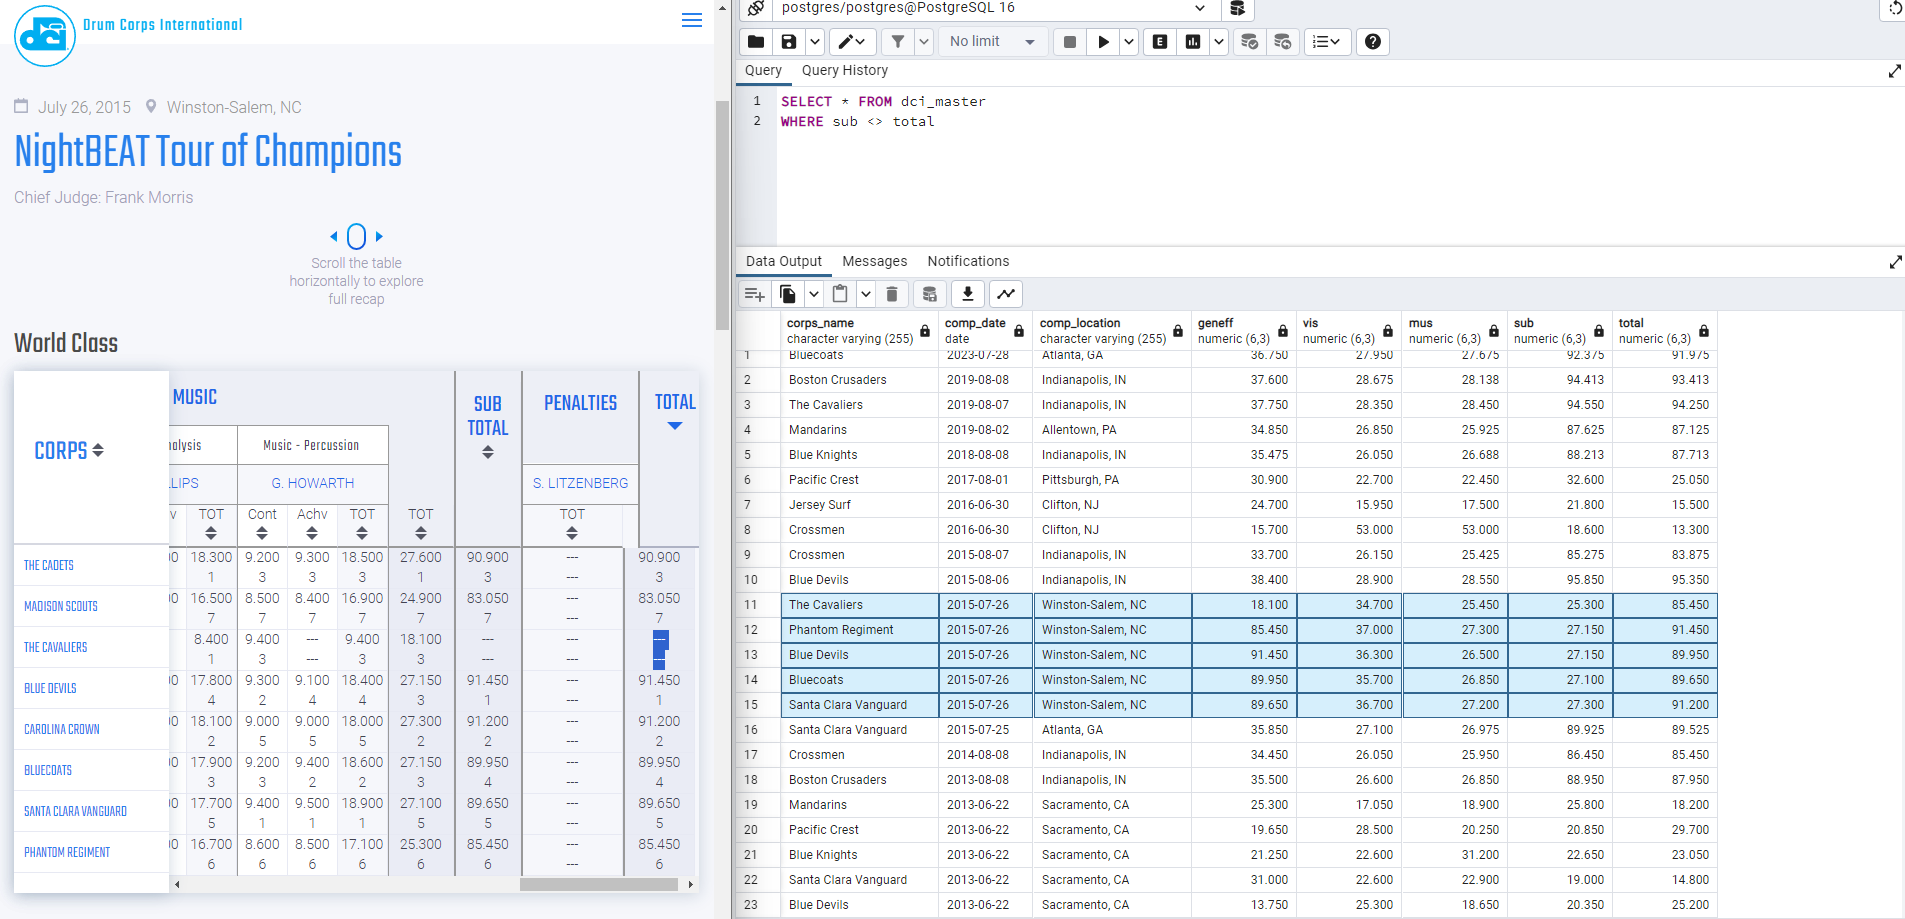 Drum Corps International
July 26, 2015 Winston-Salem, NC
NightBEAT Tour of Champions
Chief Judge: Frank Morris
Scroll the table
horizontally to explore
full recap
World Class
CORPS
MUSIC
SUB TOTAL
PENALTIES
TOTAL
Music - Percussion
G. HOWARTH
S. LITZENBERG
TOT Cont Achv TOT TOT TOT
THE CADETS 18.300 9.200 9.300 18.500 27.600 90.900 --- 90.900
1 3 3 3 1 3 --- 3
MADISON SCOUTS 16.500 8.500 8.400 16.900 24.900 83.050 --- 83.050
7 7 7 7 7 7 --- 7
THE CAVALIERS 8.400 9.400 --- 9.400 18.100 --- --- ---
1 3 --- 3 3 --- --- ---
BLUE DEVILS 17.800 9.300 9.100 18.400 27.150 91.450 --- 91.450
4 2 4 4 3 1 --- 1
CAROLINA CROWN 18.100 9.000 9.000 18.000 27.300 91.200 --- 91.200
2 5 5 5 2 2 --- 2
BLUECOATS 17.900 9.200 9.400 18.600 27.150 89.950 --- 89.950
3 3 2 2 3 4 --- 4
SANTA CLARA VANGUARD 17.700 9.400 9.500 18.900 27.100 89.650 --- 89.650
5 1 1 1 5 5 --- 5
PHANTOM REGIMENT 16.700 8.600 8.500 17.100 25.300 85.450 --- 85.450
6 6 6 6 6 6 --- 6
postgres/postgres@PostgreSQL 16
No limit
Query Query History
1 SELECT * FROM dci_master
2 WHERE sub <> total
Data Output Messages Notifications
corps_name comp_date comp_location geneff vis mus sub total
character varying (255) date character varying (255) numeric (6,3) numeric (6,3) numeric (6,3) numeric (6,3) numeric (6,3)
1 Bluecoats 2023-07-28 Atlanta, GA 36.750 27.950 27.675 92.375 91.975
2 Boston Crusaders 2019-08-08 Indianapolis, IN 37.600 28.675 28.138 94.413 93.413
3 The Cavaliers 2019-08-07 Indianapolis, IN 37.750 28.350 28.450 94.550 94.250
4 Mandarins 2019-08-02 Allentown, PA 34.850 26.850 25.925 87.625 87.125
5 Blue Knights 2018-08-08 Indianapolis, IN 35.475 26.050 26.688 88.213 87.713
6 Pacific Crest 2017-08-01 Pittsburgh, PA 30.900 22.700 22.450 32.600 25.050
7 Jersey Surf 2016-06-30 Clifton, NJ 24.700 15.950 17.500 21.800 15.500
8 Crossmen 2016-06-30 Clifton, NJ 15.700 53.000 53.000 18.600 13.300
9 Crossmen 2015-08-07 Indianapolis, IN 33.700 26.150 25.425 85.275 83.875
10 Blue Devils 2015-08-06 Indianapolis, IN 38.400 28.900 28.550 95.850 95.350
11 The Cavaliers 2015-07-26 Winston-Salem, NC 18.100 34.700 25.450 25.300 85.450
12 Phantom Regiment 2015-07-26 Winston-Salem, NC 85.450 37.000 27.300 27.150 91.450
13 Blue Devils 2015-07-26 Winston-Salem, NC 91.450 36.300 26.500 27.150 89.950
14 Bluecoats 2015-07-26 Winston-Salem, NC 89.950 35.700 26.850 27.100 89.650
15 Santa Clara Vanguard 2015-07-26 Winston-Salem, NC 89.650 36.700 27.200 27.300 91.200
16 Santa Clara Vanguard 2015-07-25 Atlanta, GA 35.850 27.100 26.975 89.925 89.525
17 Crossmen 2014-08-08 Indianapolis, IN 34.450 26.050 25.950 86.450 85.450
18 Boston Crusaders 2013-08-08 Indianapolis, IN 35.500 26.600 26.850 88.950 87.950
19 Mandarins 2013-06-22 Sacramento, CA 25.300 17.050 18.900 25.800 18.200
20 Pacific Crest 2013-06-22 Sacramento, CA 19.650 28.500 20.250 20.850 29.700
21 Blue Knights 2013-06-22 Sacramento, CA 21.250 22.600 31.200 22.650 23.050
22 Santa Clara Vanguard 2013-06-22 Sacramento, CA 31.000 22.600 22.900 19.000 14.800
23 Blue Devils 2013-06-22 Sacramento, CA 13.750 25.300 18.650 20.350 25.200